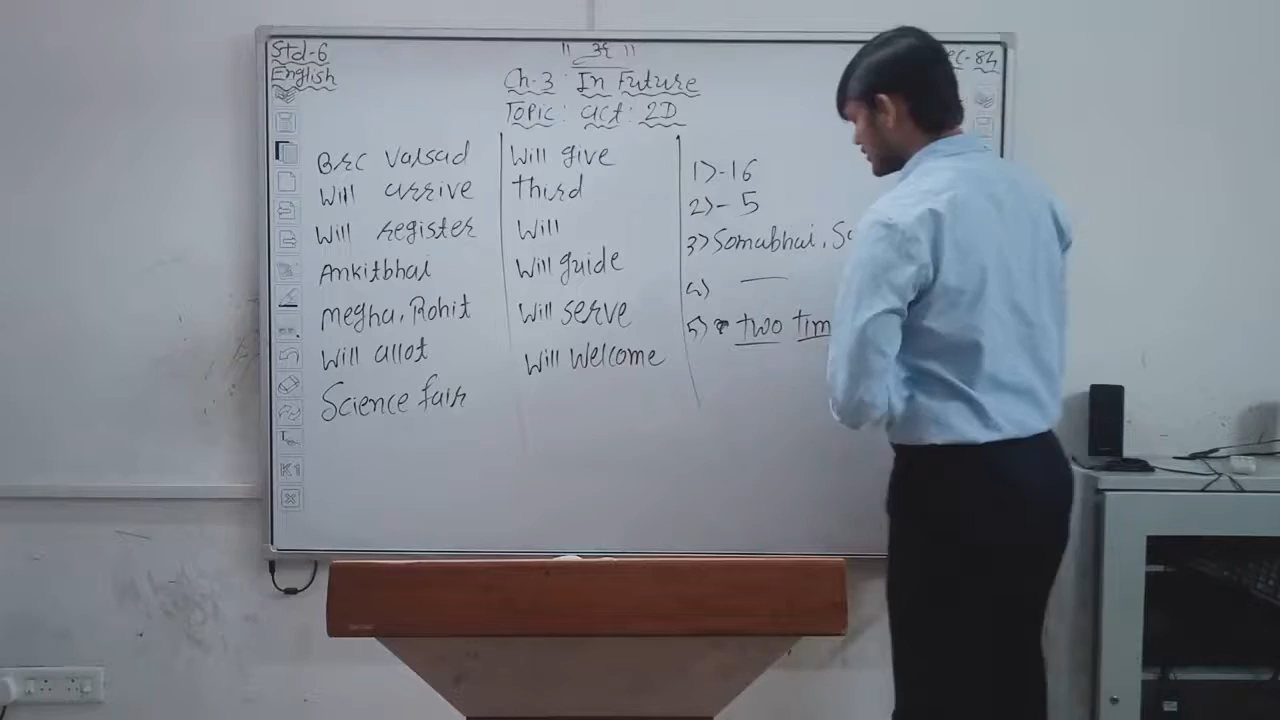 Std-6
English
" ૐ "
Ch-3 : In Future
Topic: act: 2D
BRC Valsad
Will arrive
Will register
Ankitbhai
megha, Rohit
Will allot
Science fair
Will give
third
Will
Will guide
Will serve
Will Welcome
1) -16
2) - 5
3) Somabhai,
4) —
5) two
T
K1